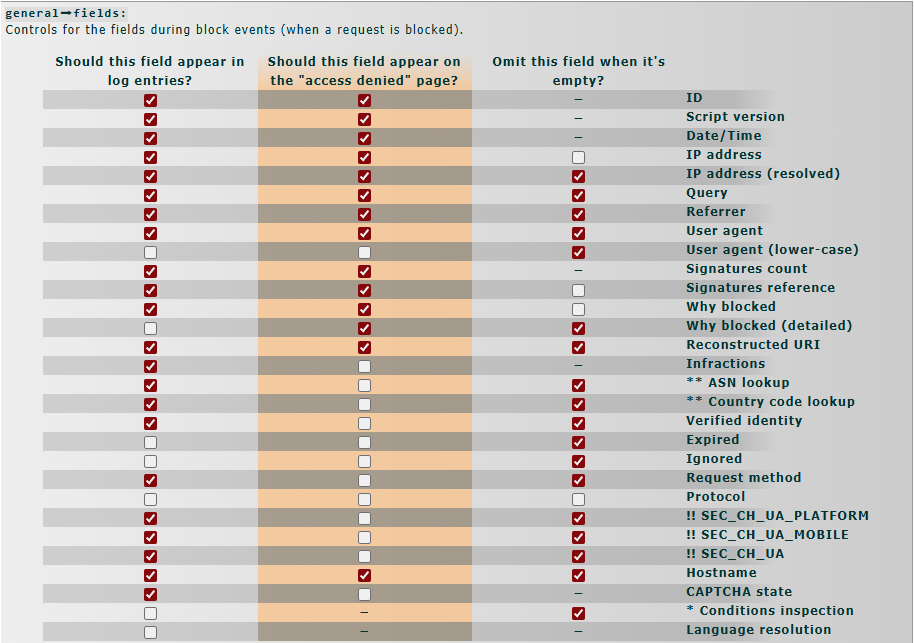 general→fields:
Controls for the fields during block events (when a request is blocked).
Should this field appear in log entries?
Should this field appear on the "access denied" page?
Omit this field when it's empty?
– ID
– Script version
– Date/Time
IP address
IP address (resolved)
Query
Referrer
User agent
User agent (lower-case)
– Signatures count
Signatures reference
Why blocked
Why blocked (detailed)
Reconstructed URI
– Infractions
** ASN lookup
** Country code lookup
Verified identity
Expired
Ignored
Request method
Protocol
!! SEC_CH_UA_PLATFORM
!! SEC_CH_UA_MOBILE
!! SEC_CH_UA
Hostname
– CAPTCHA state
– * Conditions inspection
– – Language resolution